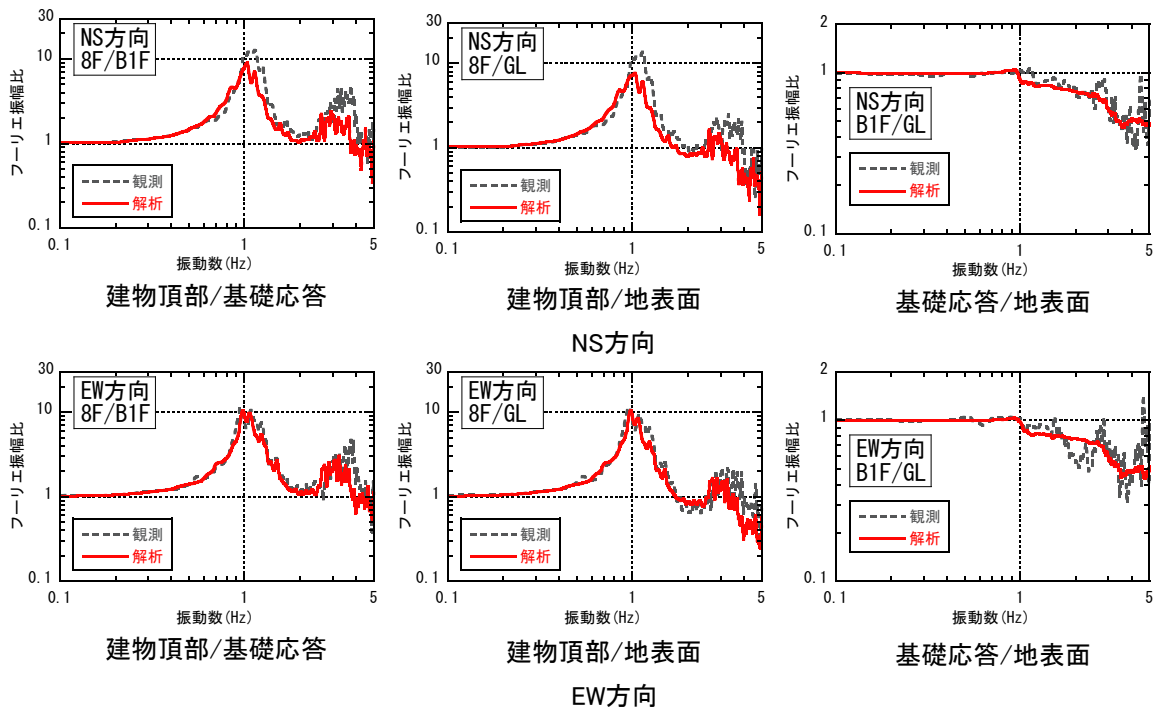 30
10
1
0.1
フーリエ振幅比
NS方向
8F/B1F
観測
解析
0.1
1
5
振動数(Hz)
建物頂部/基礎応答
30
10
1
0.1
フーリエ振幅比
NS方向
8F/GL
観測
解析
0.1
1
5
振動数(Hz)
建物頂部/地表面
2
1
0.1
フーリエ振幅比
NS方向
B1F/GL
観測
解析
0.1
1
5
振動数(Hz)
基礎応答/地表面
NS方向
30
10
1
0.1
フーリエ振幅比
EW方向
8F/B1F
観測
解析
0.1
1
5
振動数(Hz)
建物頂部/基礎応答
30
10
1
0.1
フーリエ振幅比
EW方向
8F/GL
観測
解析
0.1
1
5
振動数(Hz)
建物頂部/地表面
2
1
0.1
フーリエ振幅比
EW方向
B1F/GL
観測
解析
0.1
1
5
振動数(Hz)
基礎応答/地表面
EW方向